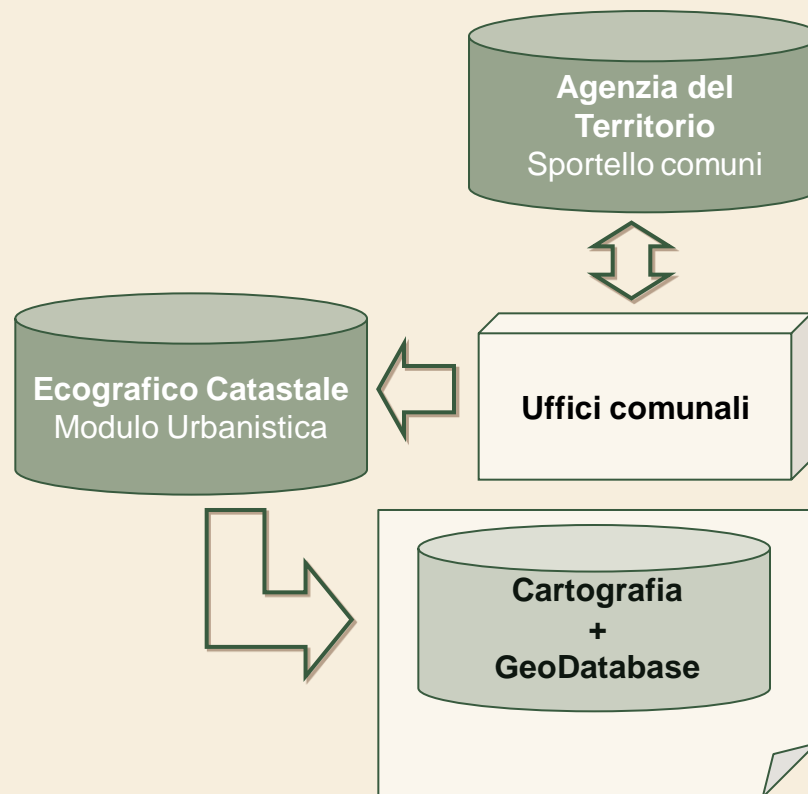 Agenzia del
Territorio
Sportello comuni
Ecografico Catastale
Modulo Urbanistica
Uffici comunali
Cartografia
+
GeoDatabase